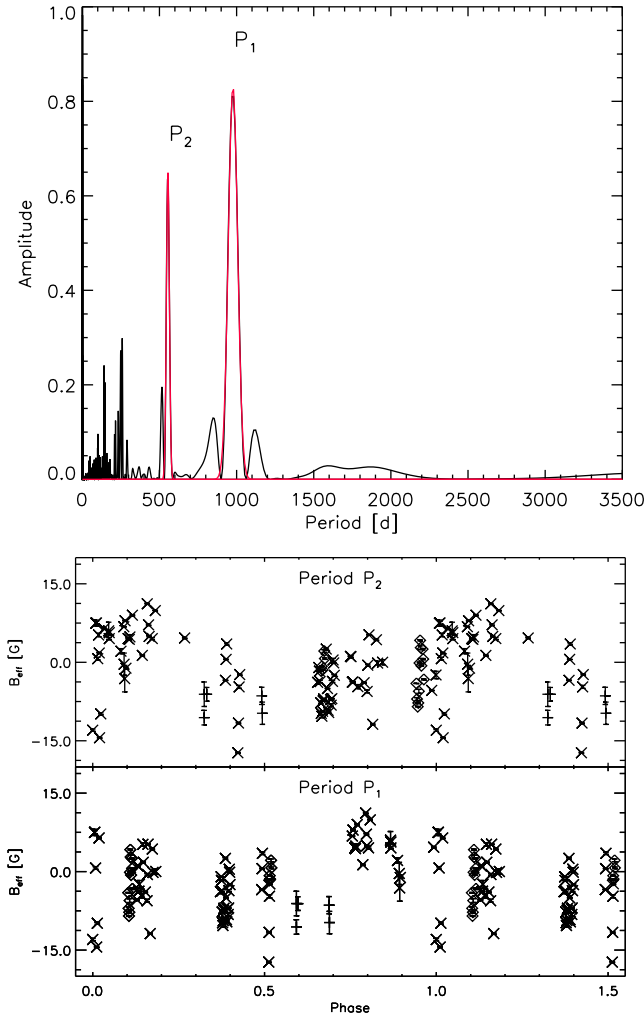 1.0
0.8
0.6
0.4
0.2
0.0
Amplitude
P1
P2
0 500 1000 1500 2000 2500 3000 3500
Period [d]
Period P2
15.0
0.0
−15.0
Beff [G]
Period P1
15.0
0.0
−15.0
Beff [G]
0.0 0.5 1.0 1.5
Phase